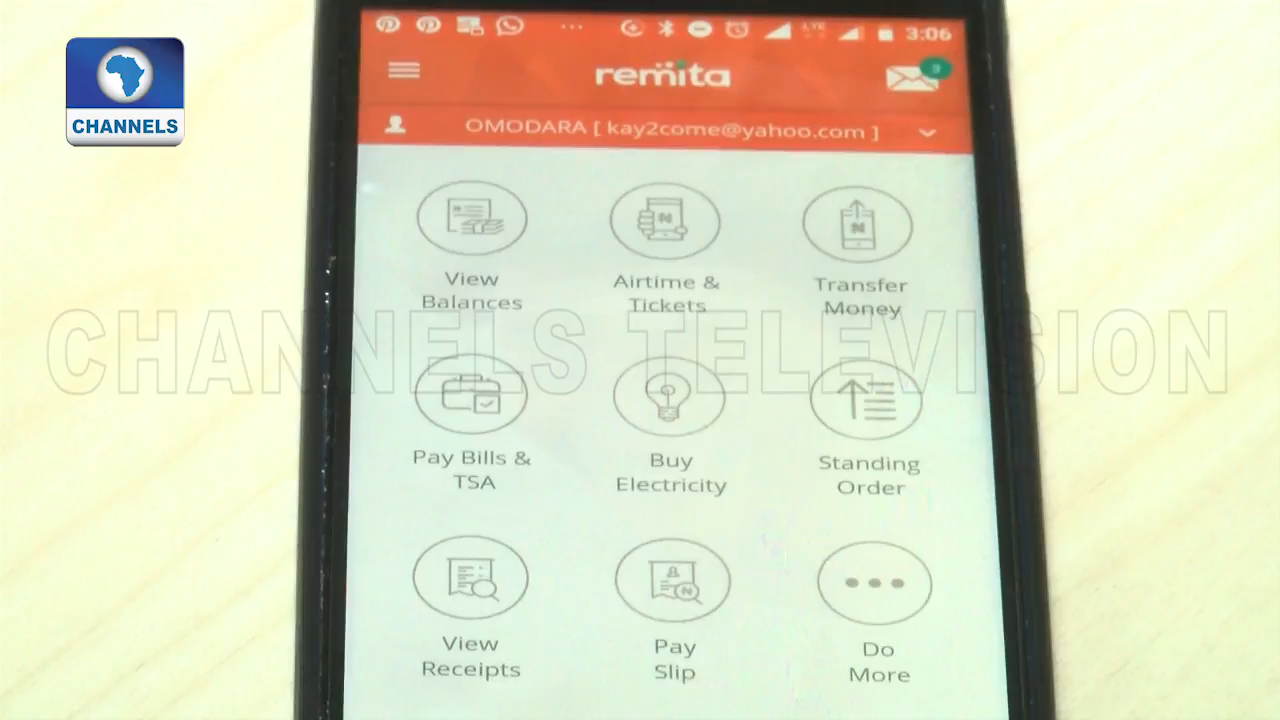 3:06
CHANNELS
remita
OMODARA [ kay2come@yahoo.com ]
View
Balances
Airtime &
Tickets
Transfer
Money
CHANNELS TELEVISION
Pay Bills &
TSA
Buy
Electricity
Standing
Order
View
Receipts
Pay
Slip
Do
More